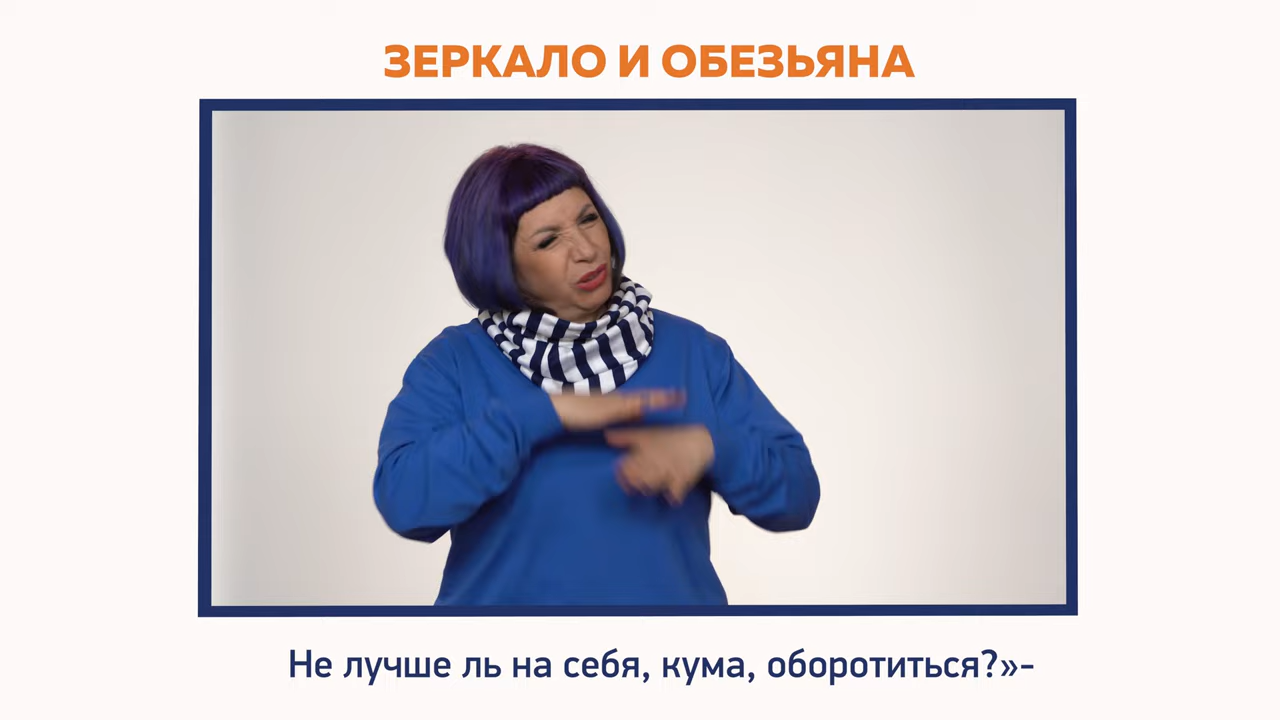 ЗЕРКАЛО И ОБЕЗЬЯНА
Не лучше ль на себя, кума, оборотиться?»-